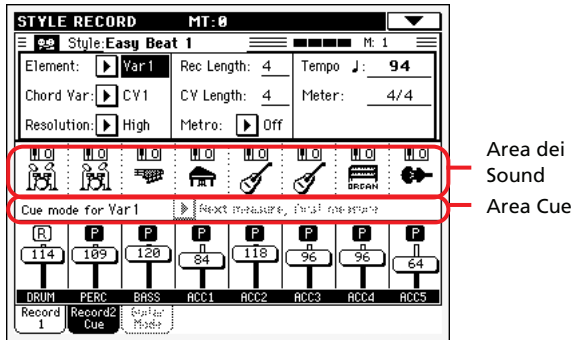 STYLE RECORD MT:0
Style:Easy Beat 1 M: 1
Element: Var1 Rec Length: 4 Tempo ♩: 94
Chord Var: CV1 CV Length: 4 Meter: 4/4
Resolution: High Metro: Off
ORGAN
Area dei
Sound
Cue mode for Var1 Next measure, first measure
Area Cue
R P P P P P P P
114 109 120 84 118 96 96 64
DRUM PERC BASS ACC1 ACC2 ACC3 ACC4 ACC5
Record
1
Record2
Cue
Guitar
Mode